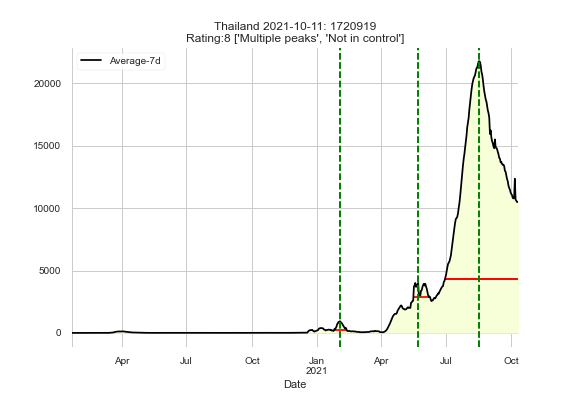 Thailand 2021-10-11: 1720919
Rating:8 ['Multiple peaks', 'Not in control']
Average-7d
20000
15000
10000
5000
0
Apr
Jul
Oct
Jan
2021
Apr
Jul
Oct
Date